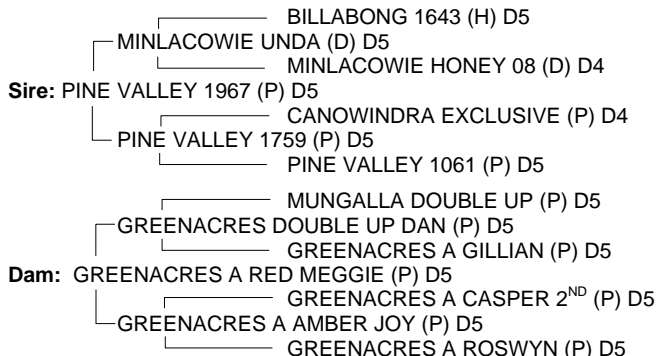 BILLABONG 1643 (H) D5
MINLACOWIE UNDA (D) D5
MINLACOWIE HONEY 08 (D) D4
Sire: PINE VALLEY 1967 (P) D5
CANOWINDRA EXCLUSIVE (P) D4
PINE VALLEY 1759 (P) D5
PINE VALLEY 1061 (P) D5
MUNGALLA DOUBLE UP (P) D5
GREENACRES DOUBLE UP DAN (P) D5
GREENACRES A GILLIAN (P) D5
Dam: GREENACRES A RED MEGGIE (P) D5
GREENACRES A CASPER 2ND (P) D5
GREENACRES A AMBER JOY (P) D5
GREENACRES A ROSWYN (P) D5